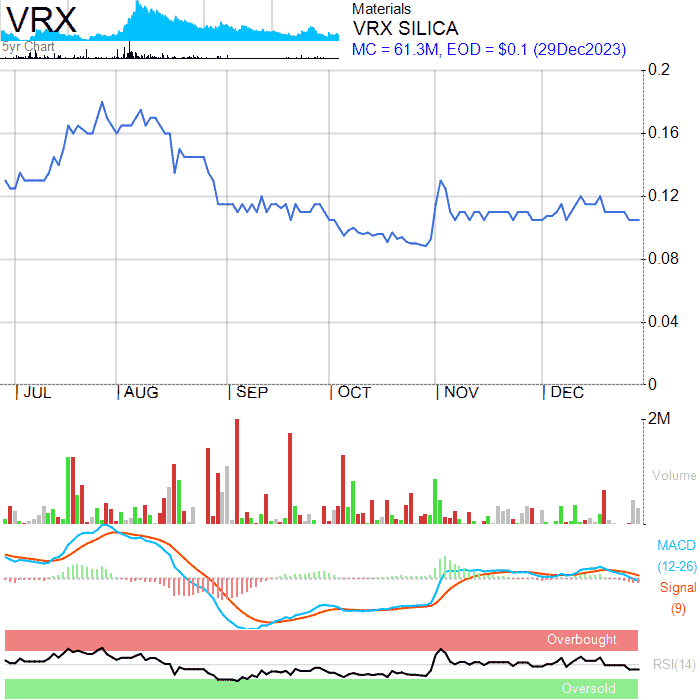 VRX
5yr Chart
Materials
VRX SILICA
MC = 61.3M, EOD = $0.1 (29Dec2023)
0.2
0.16
0.12
0.08
0.04
0
JUL AUG SEP OCT NOV DEC
2M
Volume
MACD
(12-26)
Signal
(9)
Overbought
RSI(14)
Oversold